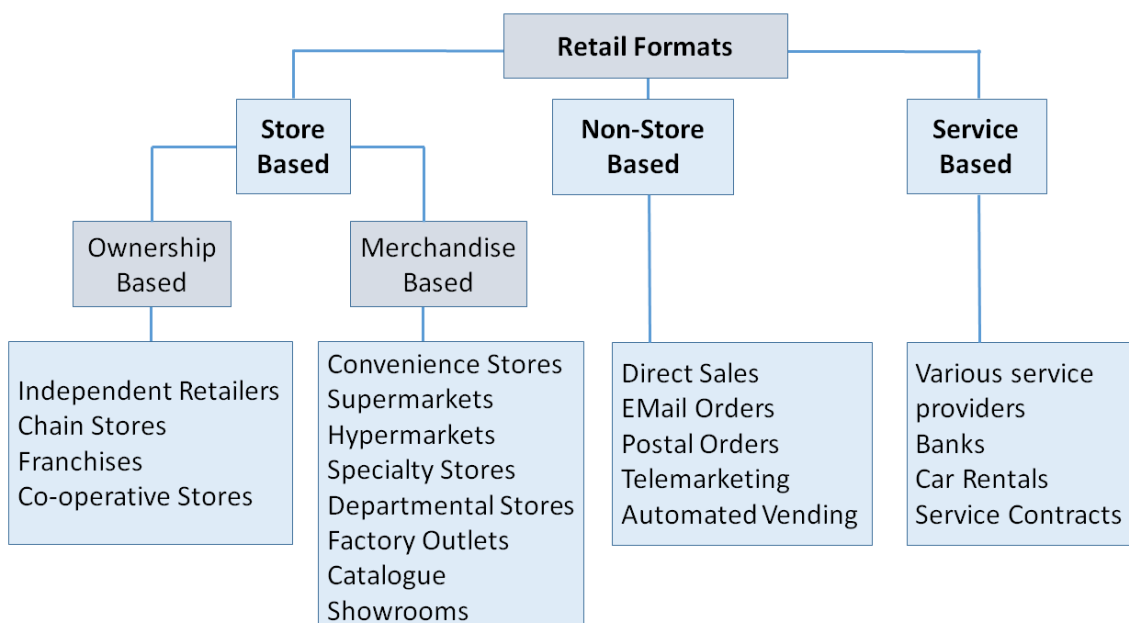 Retail Formats
Store
Based
Non-Store
Based
Service
Based
Ownership
Based
Merchandise
Based
Independent Retailers
Chain Stores
Franchises
Co-operative Stores
Convenience Stores
Supermarkets
Hypermarkets
Specialty Stores
Departmental Stores
Factory Outlets
Catalogue
Showrooms
Direct Sales
EMail Orders
Postal Orders
Telemarketing
Automated Vending
Various service
providers
Banks
Car Rentals
Service Contracts